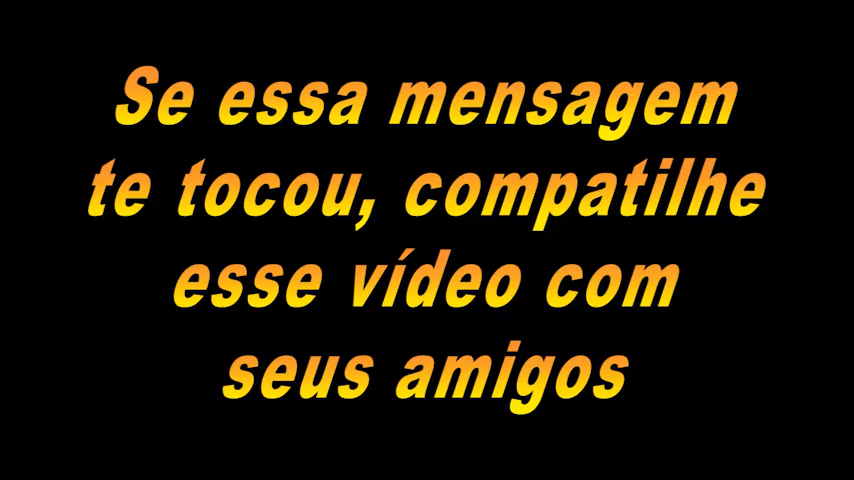 Se essa mensagem
te tocou, compatilhe
esse vídeo com
seus amigos